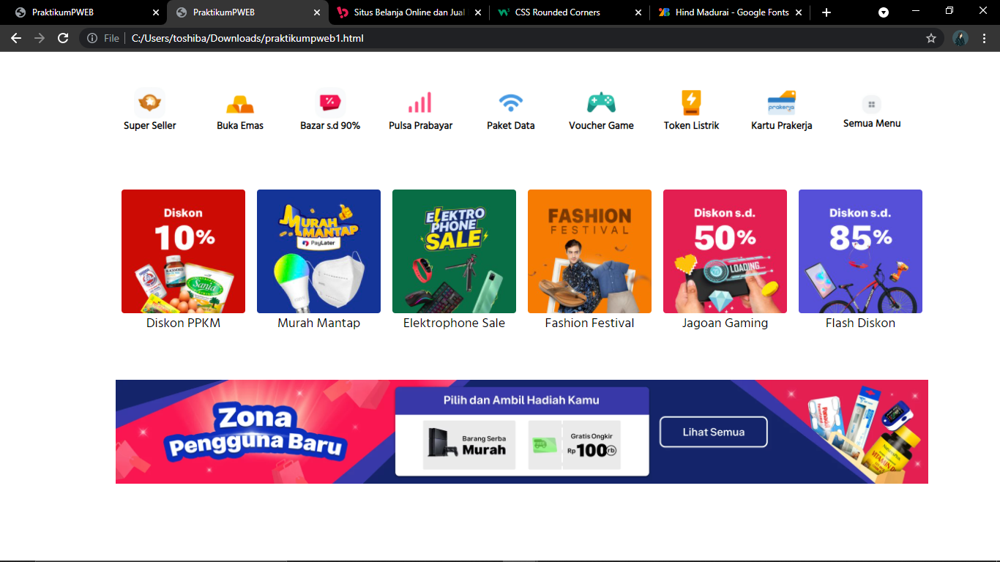 PraktikumPWEB
PraktikumPWEB
Situs Belanja Online dan Jual
CSS Rounded Corners
Hind Madurai - Google Fonts
File
C:/Users/toshiba/Downloads/praktikumpweb1.html
prakerja
Super Seller
Buka Emas
Bazar s.d 90%
Pulsa Prabayar
Paket Data
Voucher Game
Token Listrik
Kartu Prakerja
Semua Menu
Diskon
10%
Sania
MURAH
MANTAP
PayLater
ELEKTRO
PHONE
SALE
FASHION
FESTIVAL
Diskon s.d.
50%
LOADING...
Diskon s.d.
85%
Diskon PPKM
Murah Mantap
Elektrophone Sale
Fashion Festival
Jagoan Gaming
Flash Diskon
Zona
Pengguna Baru
Pilih dan Ambil Hadiah Kamu
Barang Serba
Murah
Gratis Ongkir
Rp 100rb
Lihat Semua